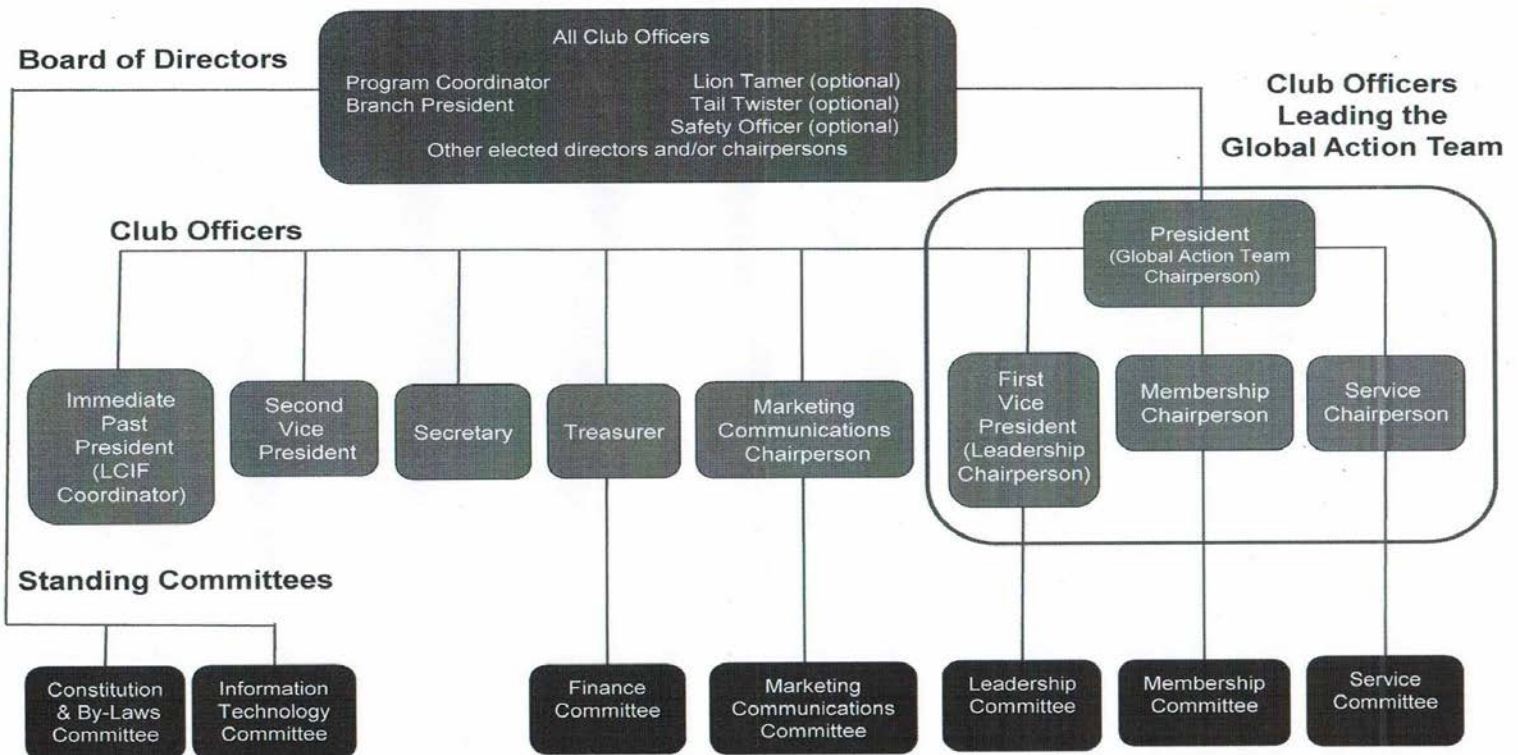 All Club Officers
Board of Directors
Program Coordinator
Branch President
Lion Tamer (optional)
Tail Twister (optional)
Safety Officer (optional)
Other elected directors and/or chairpersons
Club Officers
Leading the
Global Action Team
Club Officers
President
(Global Action Team
Chairperson)
Immediate
Past
President
(LCIF
Coordinator)
Second
Vice
President
Secretary
Treasurer
Marketing
Communications
Chairperson
First
Vice
President
(Leadership
Chairperson)
Membership
Chairperson
Service
Chairperson
Standing Committees
Constitution
& By-Laws
Committee
Information
Technology
Committee
Finance
Committee
Marketing
Communications
Committee
Leadership
Committee
Membership
Committee
Service
Committee